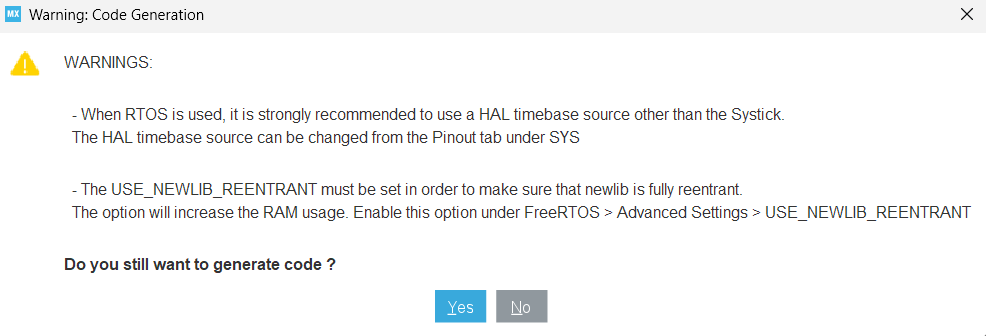 MX Warning: Code Generation
WARNINGS:
- When RTOS is used, it is strongly recommended to use a HAL timebase source other than the Systick.
The HAL timebase source can be changed from the Pinout tab under SYS
- The USE_NEWLIB_REENTRANT must be set in order to make sure that newlib is fully reentrant.
The option will increase the RAM usage. Enable this option under FreeRTOS > Advanced Settings > USE_NEWLIB_REENTRANT
Do you still want to generate code ?
Yes No